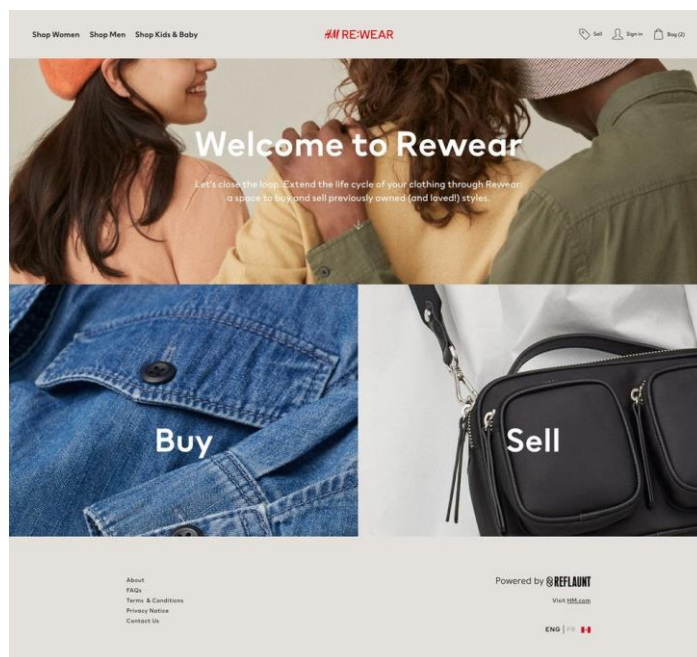 Shop Women Shop Men Shop Kids & Baby
H&M RE:WEAR
Sell Sign in Bag (2)
Welcome to Rewear
Let's close the loop. Extend the life cycle of your clothing through Rewear:
a space to buy and sell previously owned (and loved!) styles.
Buy
Sell
About
FAQs
Terms & Conditions
Privacy Notice
Contact Us
Powered by REFLAUNT
Visit HM.com
ENG | FR